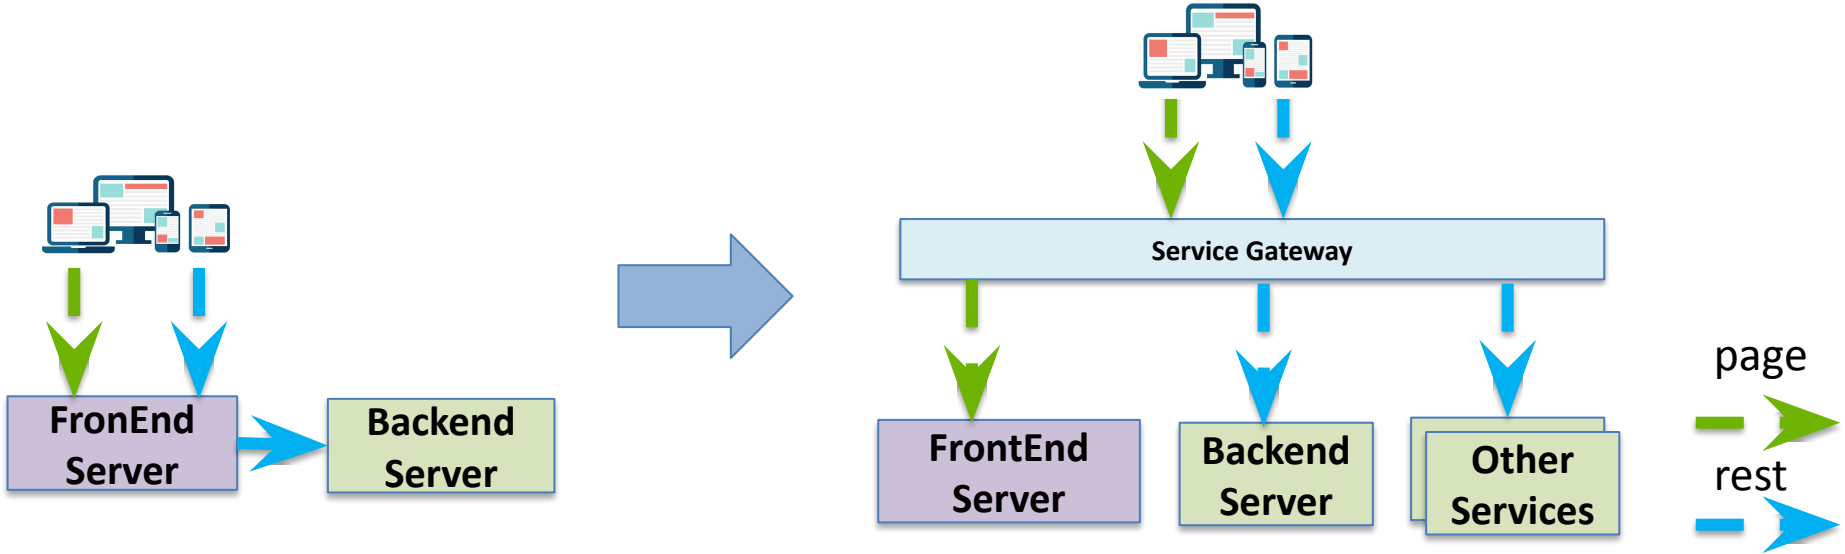 FronEnd
Server
Backend
Server
Service Gateway
FrontEnd
Server
Backend
Server
Other
Services
page
rest